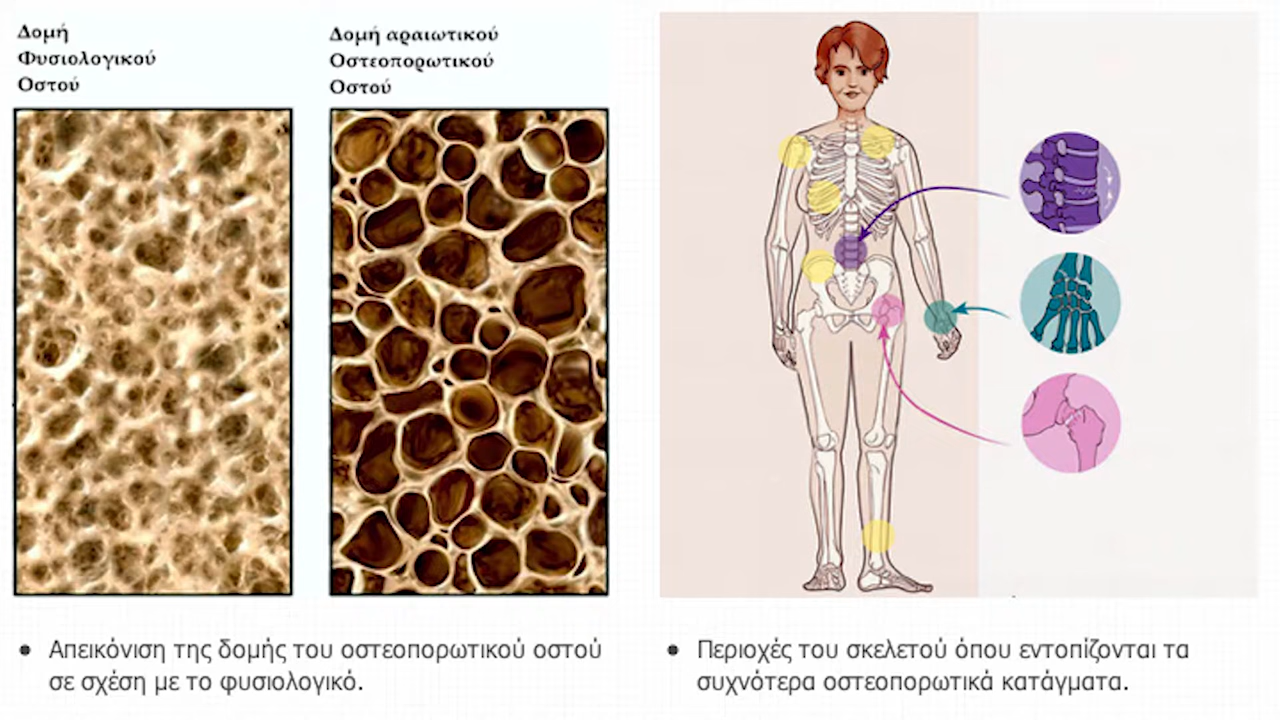 Δομή
Φυσιολογικού
Οστού
Δομή αραιωτικού
Οστεοπορωτικού
Οστού
• Απεικόνιση της δομής του οστεοπορωτικού οστού
σε σχέση με το φυσιολογικό.
• Περιοχές του σκελετού όπου εντοπίζονται τα
συχνότερα οστεοπορωτικά κατάγματα.